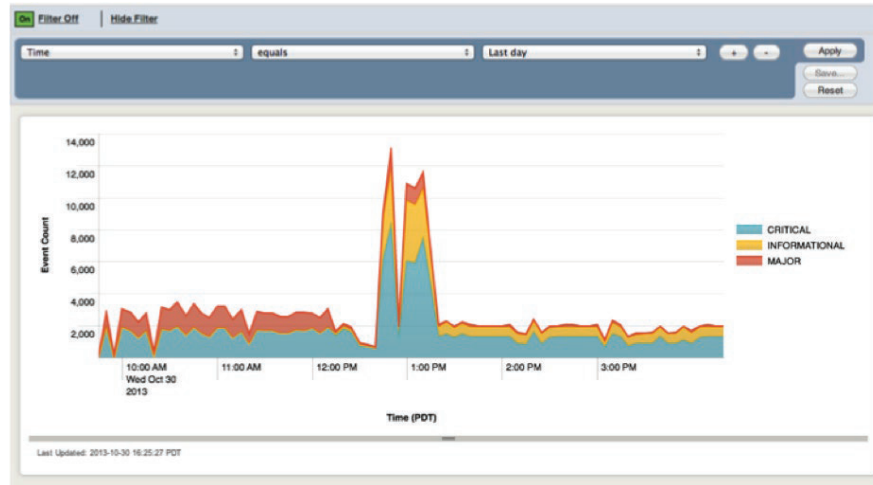 On Filter Off Hide Filter
Time equals Last day + - Apply
Save...
Reset
14,000
12,000
10,000
8,000
6,000
4,000
2,000
Event Count
CRITICAL
INFORMATIONAL
MAJOR
10:00 AM 11:00 AM 12:00 PM 1:00 PM 2:00 PM 3:00 PM
Wed Oct 30
2013
Time (PDT)
Last Updated: 2013-10-30 16:25:27 PDT